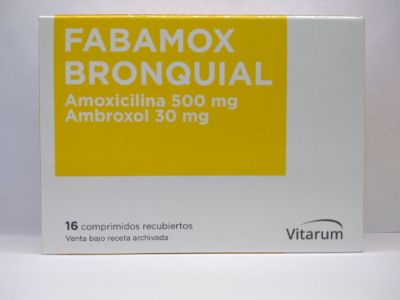 FABAMOX
BRONQUIAL
Amoxicilina 500 mg
Ambroxol 30 mg
16 comprimidos recubiertos
Venta bajo receta archivada
Vitarum